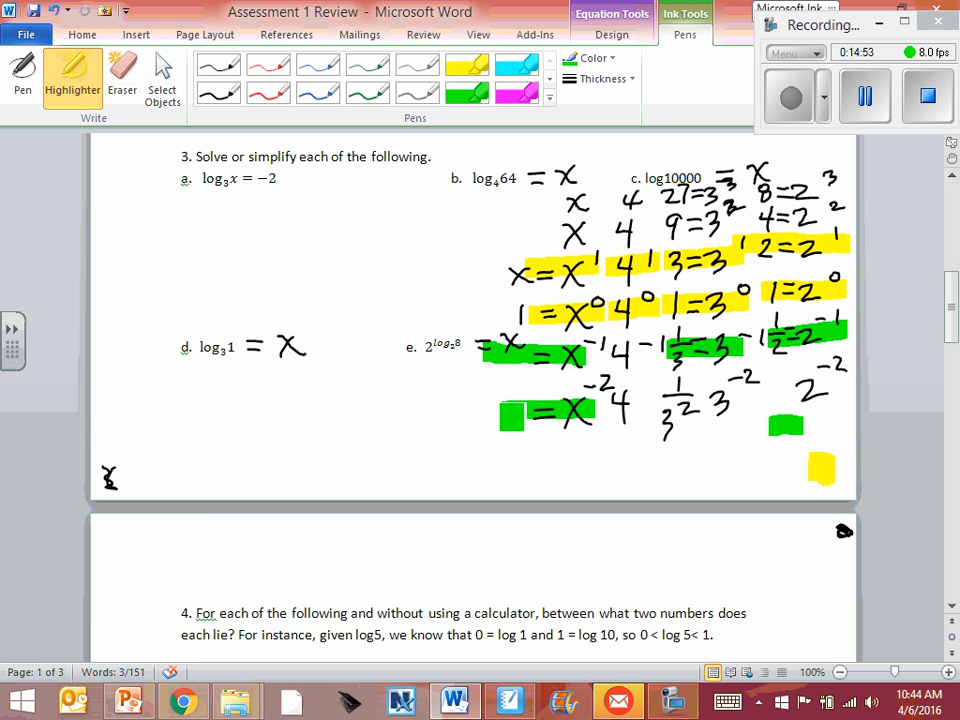 Assessment 1 Review - Microsoft Word
Equation Tools
Ink Tools
Microsoft Ink
File Home Insert Page Layout References Mailings Review View Add-Ins Design Pens
Recording...
Menu 0:14:53 8.0 fps
Pen Highlighter Eraser Select Objects
Color
Thickness
Write
Pens
3. Solve or simplify each of the following.
a. log₃x = −2
b. log₄64 = x
c. log10000 = x
x 4 27=3³ 8=2³
x 4 9=3² 4=2²
x=x¹ 4¹ 3=3¹ 2=2¹
1=x⁰ 4⁰ 1=3⁰ 1=2⁰
d. log₃1 = x
e. 2^(log₂8) = x
=x⁻¹ 4⁻¹ 1/3=3⁻¹ 1/2=2⁻¹
=x⁻² 4 1/3² 3⁻² 2⁻²
4. For each of the following and without using a calculator, between what two numbers does
each lie? For instance, given log5, we know that 0 = log 1 and 1 = log 10, so 0 < log 5< 1.
Page: 1 of 3 Words: 3/151 100%
10:44 AM
4/6/2016